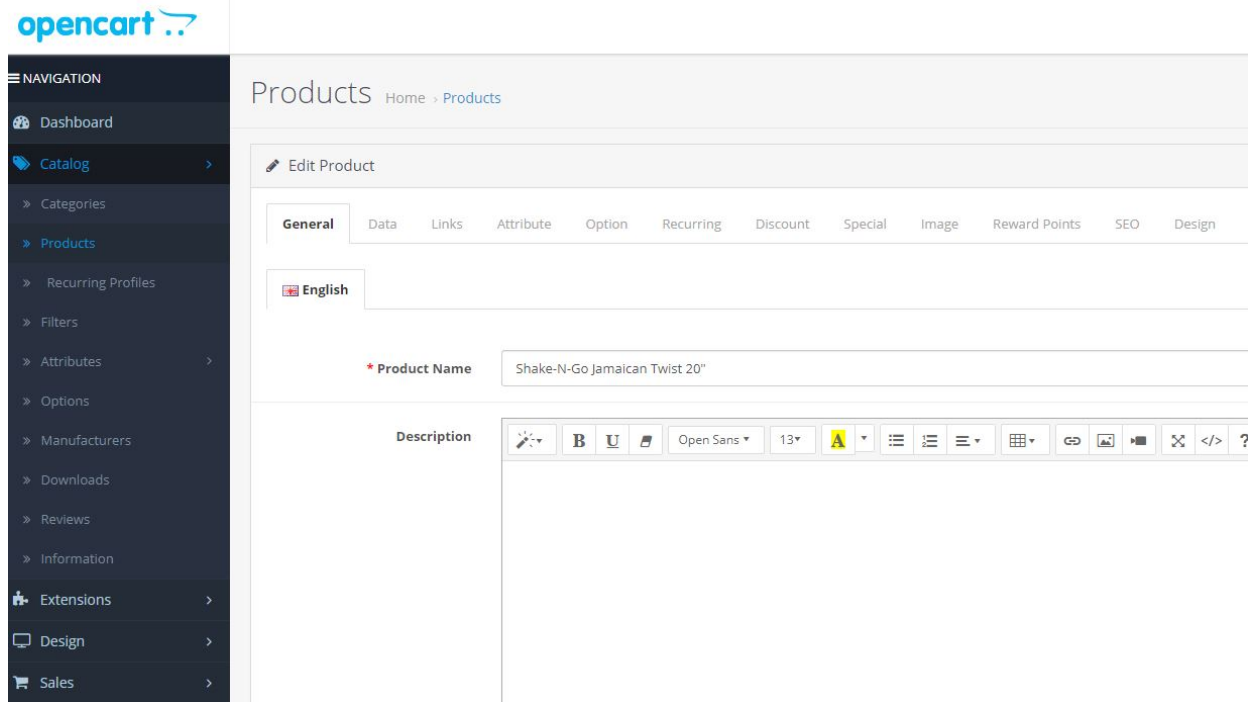 opencart
NAVIGATION
Dashboard
Catalog
Categories
Products
Recurring Profiles
Filters
Attributes
Options
Manufacturers
Downloads
Reviews
Information
Extensions
Design
Sales
Products Home › Products
Edit Product
General Data Links Attribute Option Recurring Discount Special Image Reward Points SEO Design
English
* Product Name Shake-N-Go Jamaican Twist 20"
Description B U Open Sans 13 A </> ?